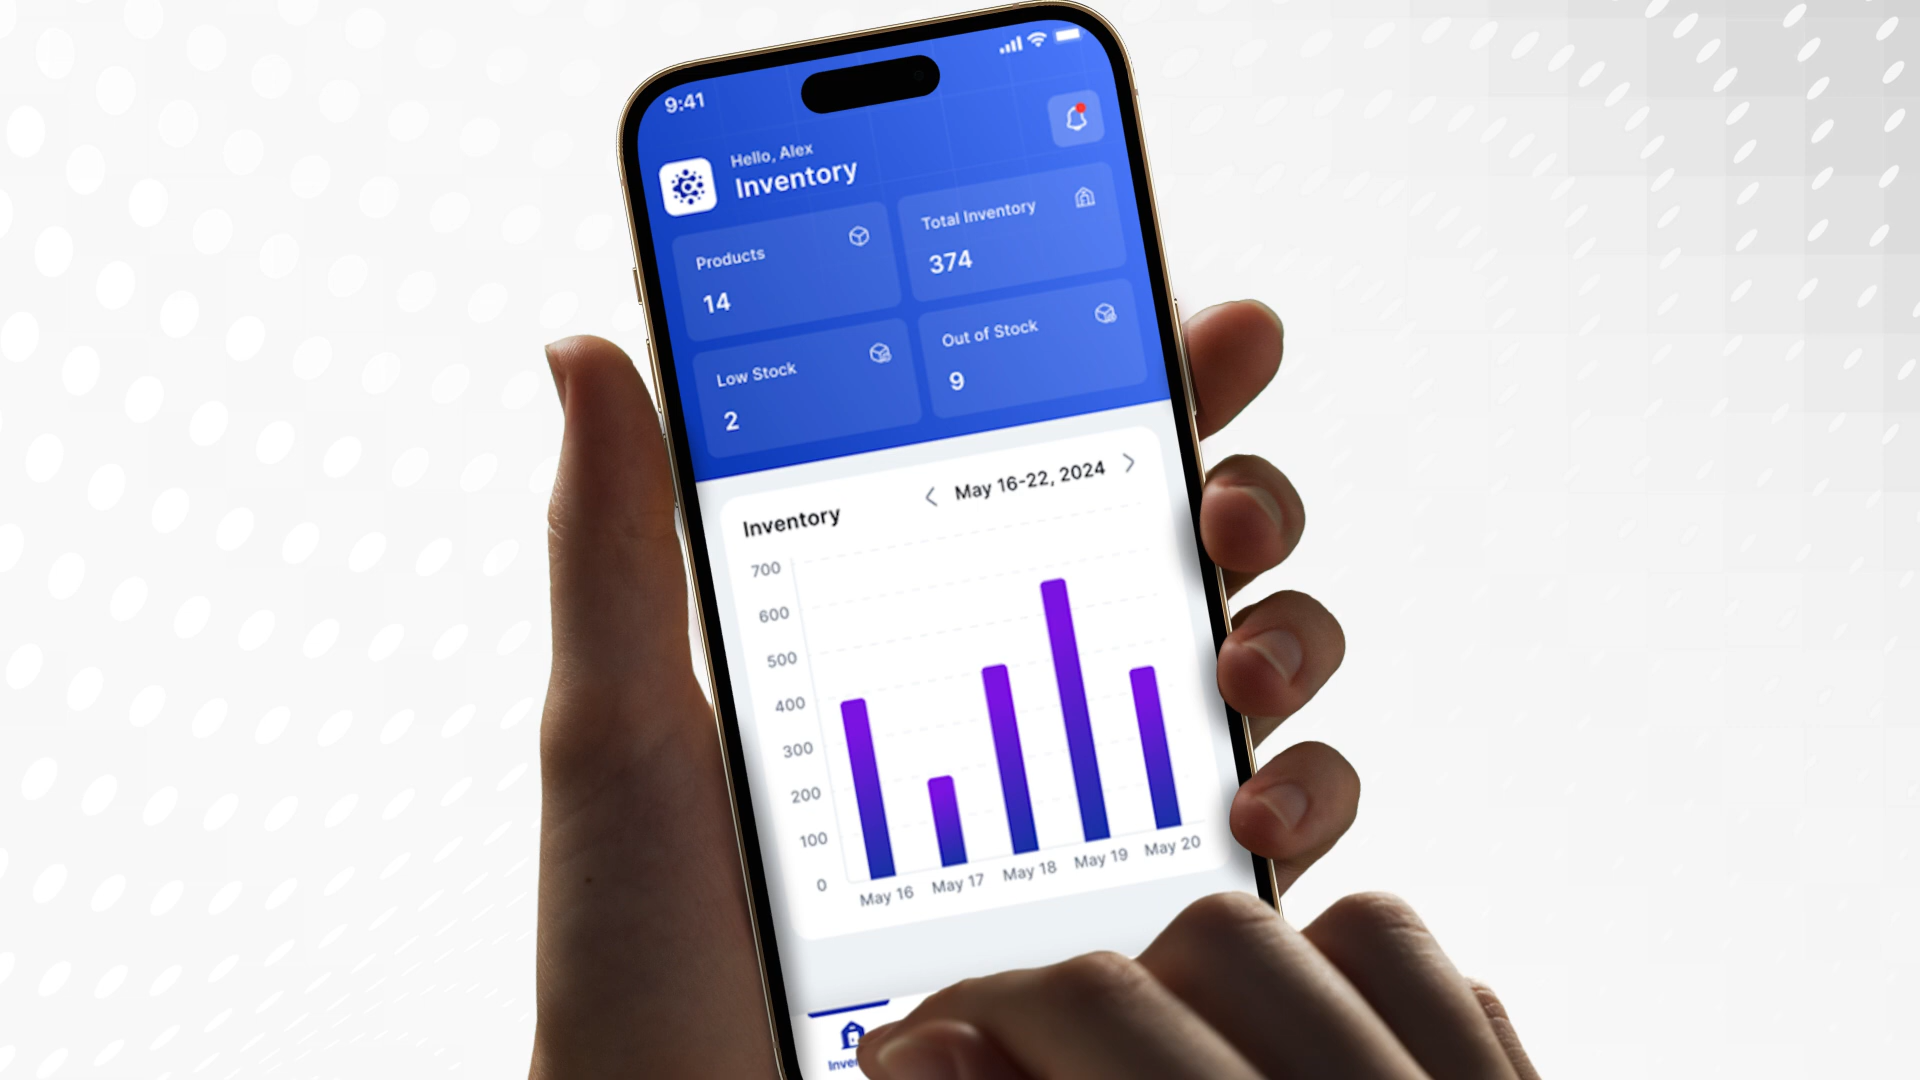 9:41
Hello, Alex
Inventory
Products
14
Total Inventory
374
Low Stock
2
Out of Stock
9
Inventory
May 16-22, 2024
700
600
500
400
300
200
100
0
May 16
May 17
May 18
May 19
May 20